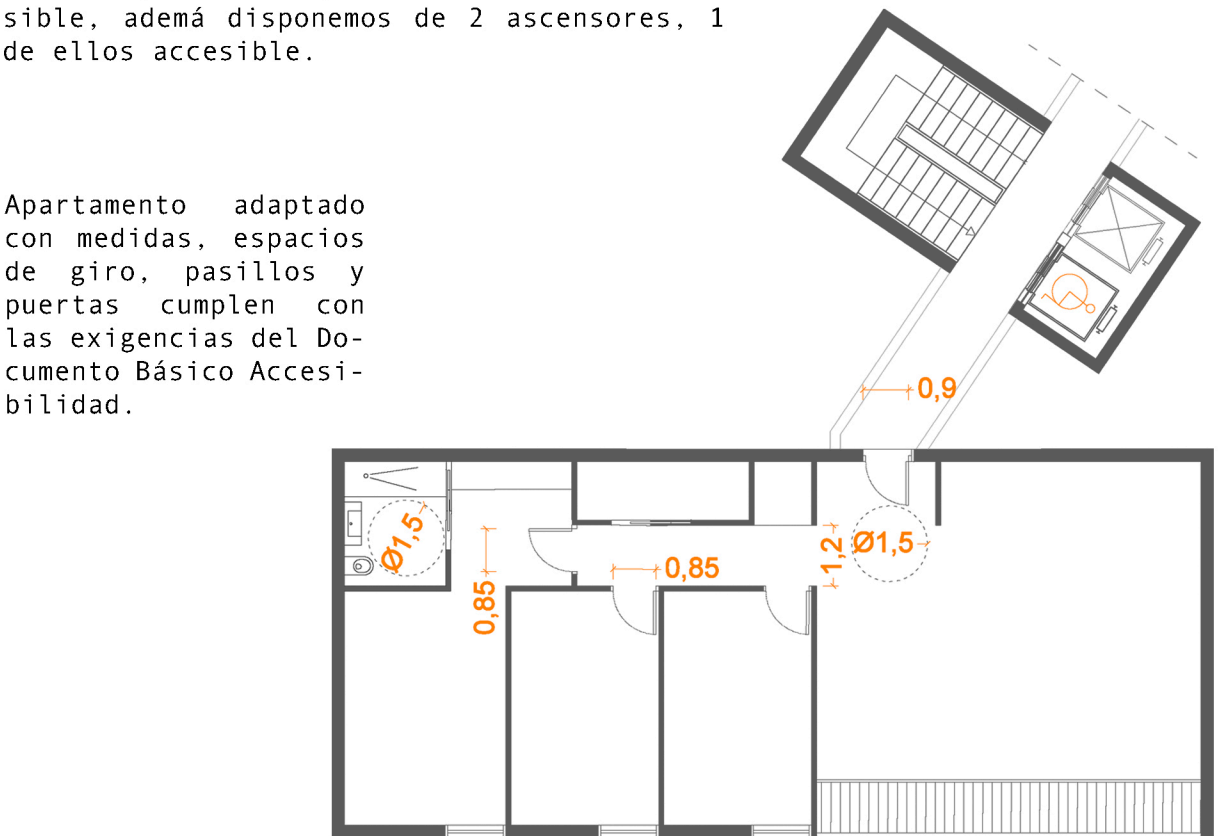 sible, ademá disponemos de 2 ascensores, 1
de ellos accesible.
Apartamento adaptado
con medidas, espacios
de giro, pasillos y
puertas cumplen con
las exigencias del Do-
cumento Básico Accesi-
bilidad.
0,9
Ø1,5
0,85
0,85
1,2
Ø1,5